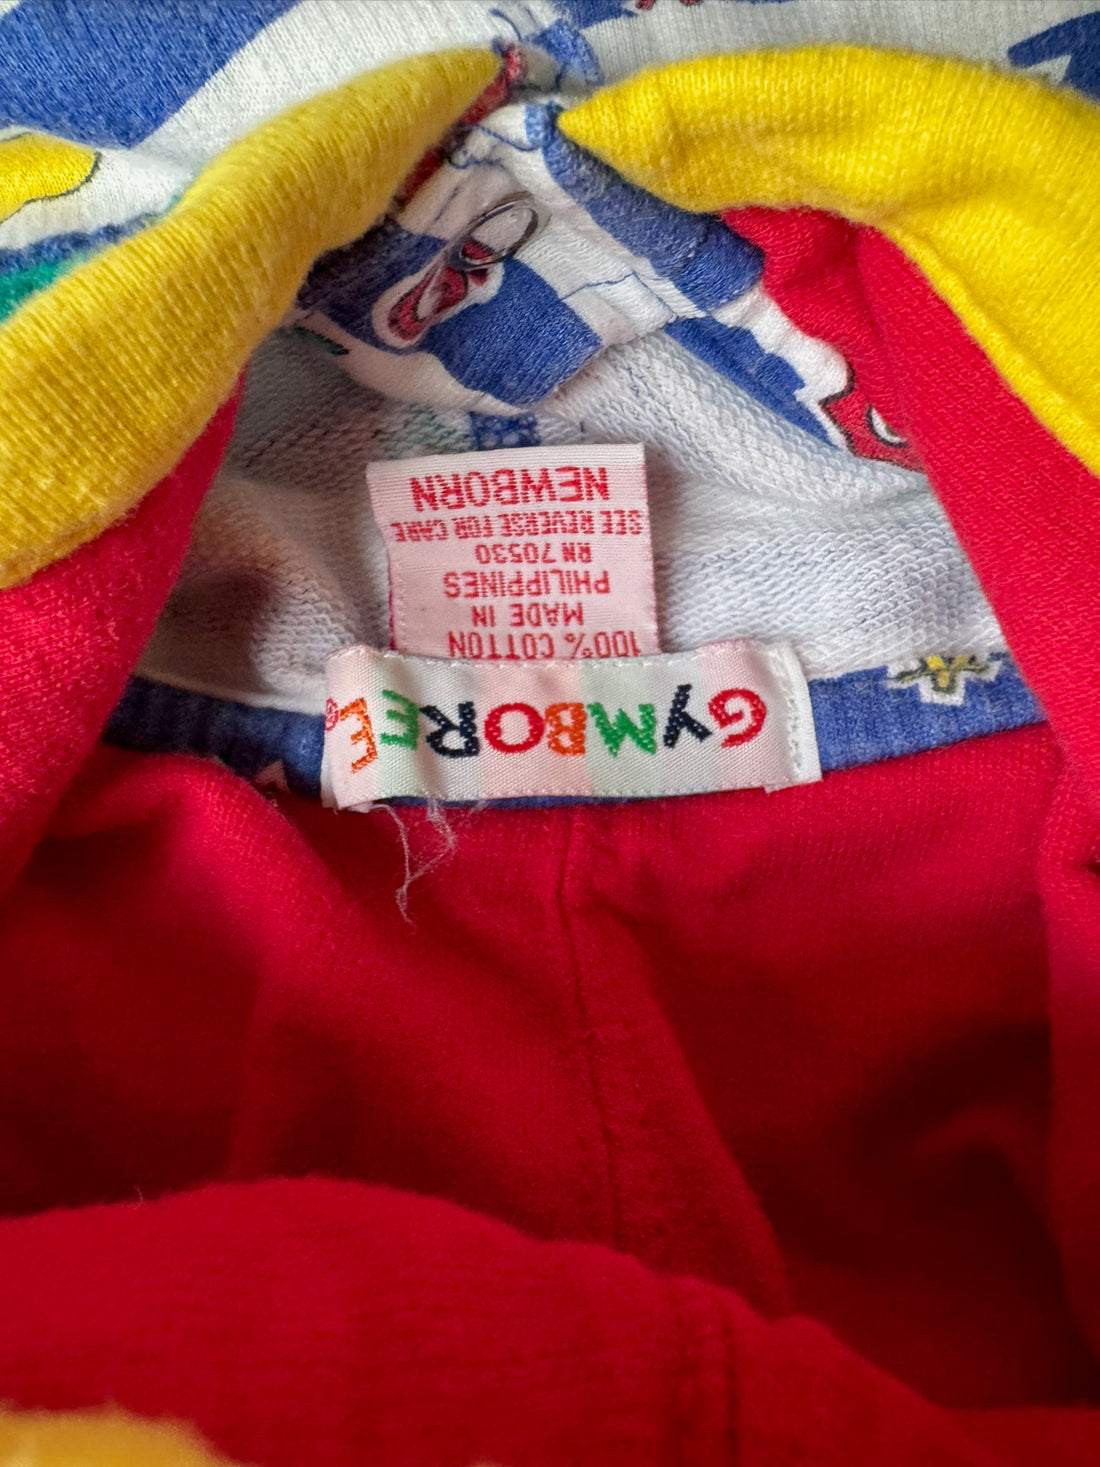 GYMBOREE®
100% COTTON
MADE IN
PHILIPPINES
RN 70530
SEE REVERSE FOR CARE
NEWBORN